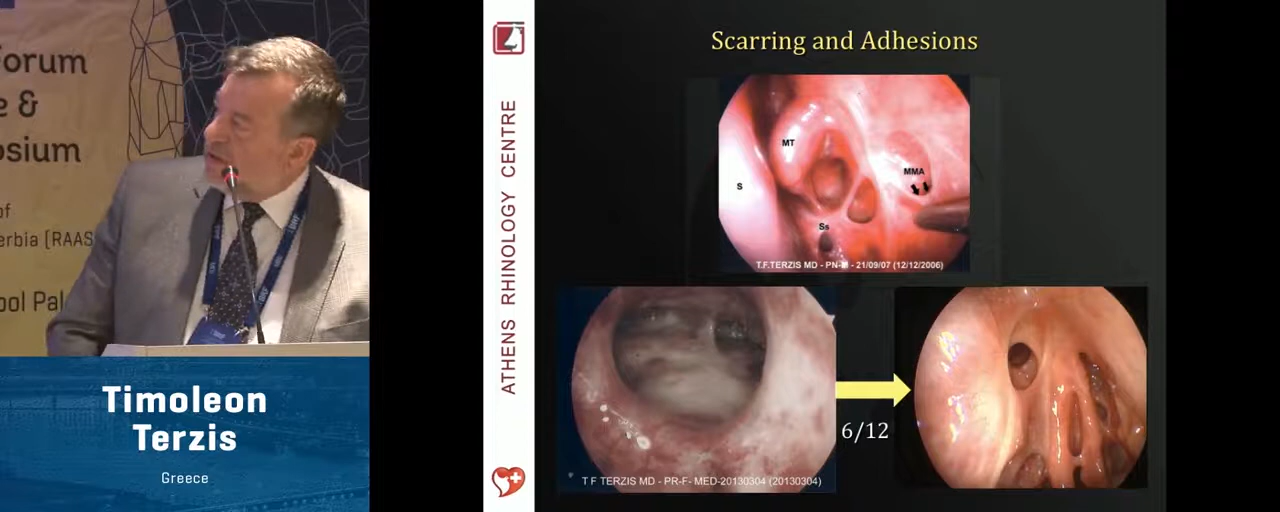 Forum
e &
osium
of
erbia (RAAS
ool Pal
Timoleon
Terzis
Greece
ATHENS RHINOLOGY CENTRE
Scarring and Adhesions
MT
MMA
S
Ss
T.F.TERZIS MD - PN-M - 21/09/07 (12/12/2006)
6/12
T F TERZIS MD - PR-F- MED-20130304 (20130304)